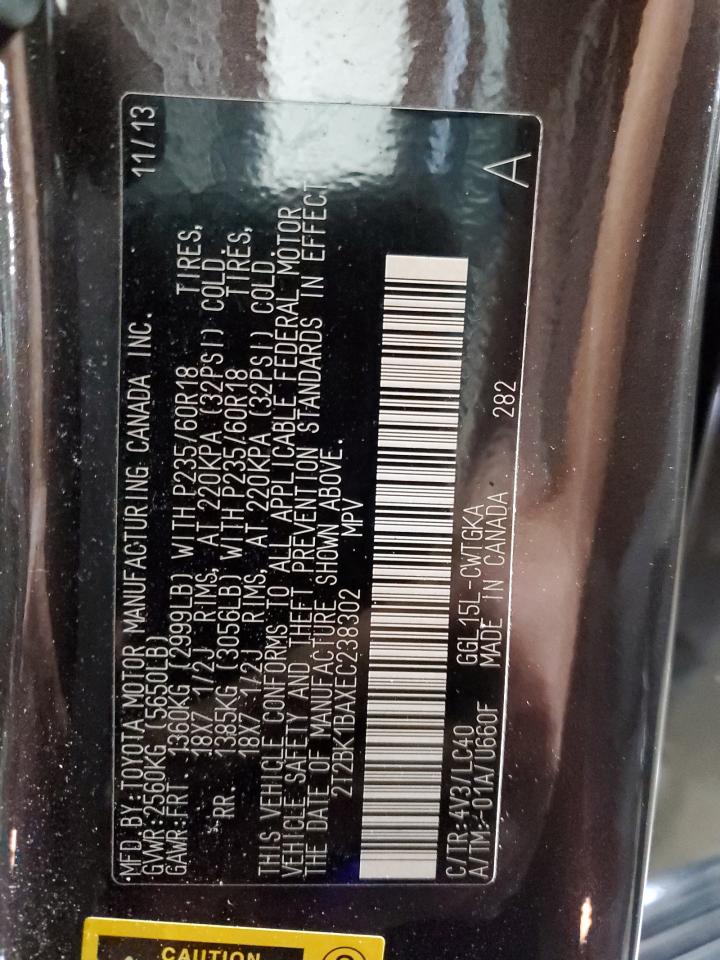 MFD.BY:TOYOTA MOTOR MANUFACTURING CANADA INC. 11/13
GVWR:2560KG (5650LB)
GAWR:FRT. 1360KG (2999LB) WITH P235/60R18 TIRES,
18X7 1/2J RIMS, AT 220KPA (32PSI) COLD
RR. 1385KG (3056LB) WITH P235/60R18 TIRES,
18X7 1/2J RIMS, AT 220KPA (32PSI) COLD.
THIS VEHICLE CONFORMS TO ALL APPLICABLE FEDERAL MOTOR
VEHICLE SAFETY AND THEFT PREVENTION STANDARDS IN EFFECT
THE DATE OF MANUFACTURE SHOWN ABOVE.
2T2BK1BAXEC238302 MPV
C/TR:4V3/LC40 GGL15L-CWTGKA
A/TM:-01A/U660F MADE IN CANADA 282 A
CAUTION